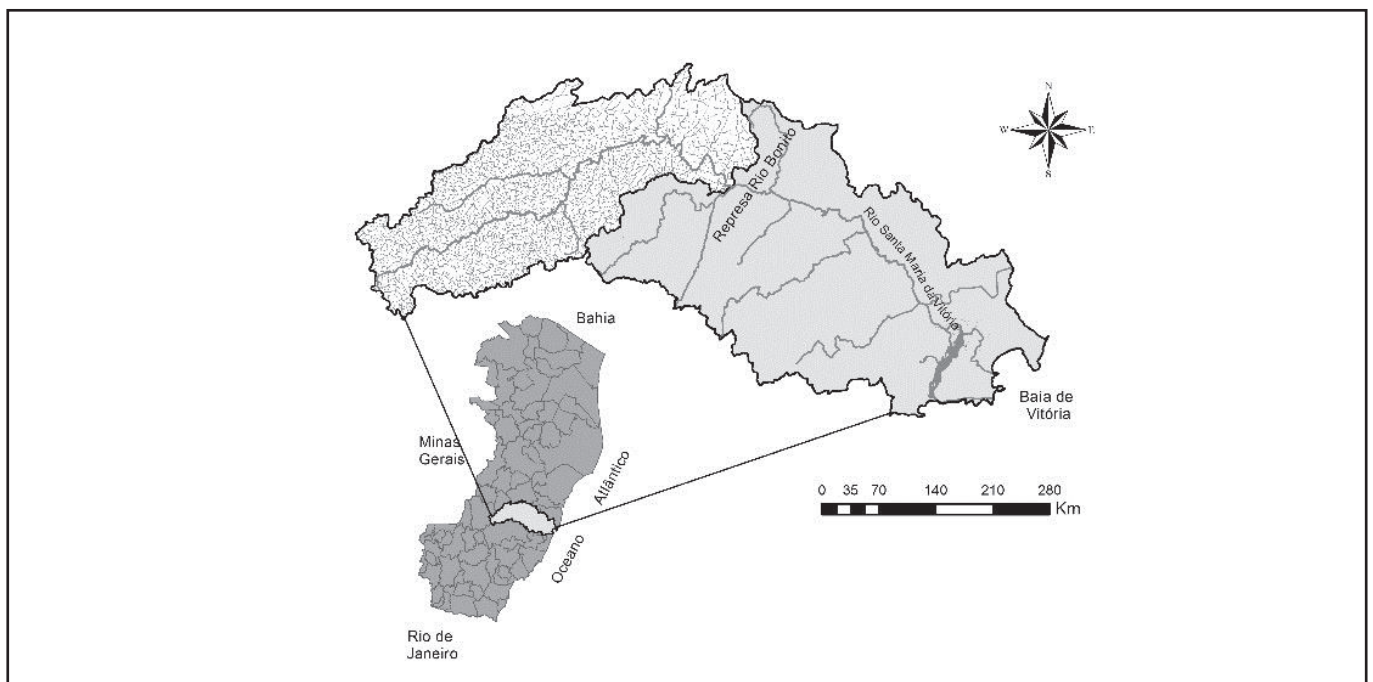 N
W
E
S
Represa Rio Bonito
Rio Santa Maria da Vitório
Bahia
Baía de
Vitória
Minas
Gerais
Atlântico
0 35 70 140 210 280
Km
Oceano
Rio de
Janeiro